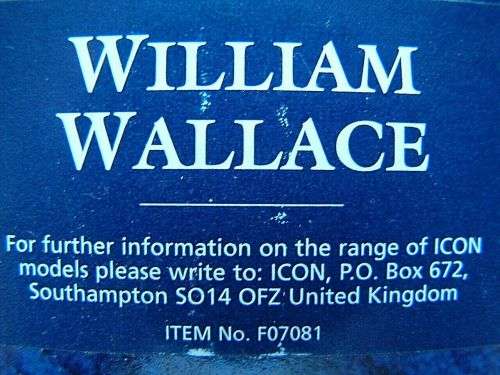 WILLIAM
WALLACE
For further information on the range of ICON
models please write to: ICON, P.O. Box 672,
Southampton SO14 OFZ United Kingdom
ITEM No. F07081